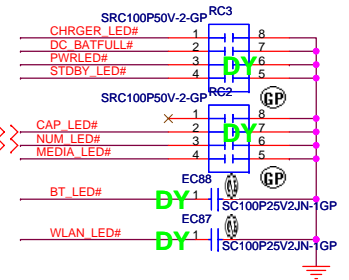 SRC100P50V-2-GP RC3
CHRGER_LED# 1 8
DC_BATFULL# 2 7
PWRLED# 3 DY 6
STDBY_LED# 4 5
GP
SRC100P50V-2-GP RC2
1 8
CAP_LED# 2 DY 7
NUM_LED# 3 6
MEDIA_LED# 4 5
GP
EC88
BT_LED# DY 1
SC100P25V2JN-1GP
EC87
WLAN_LED# DY 1
SC100P25V2JN-1GP